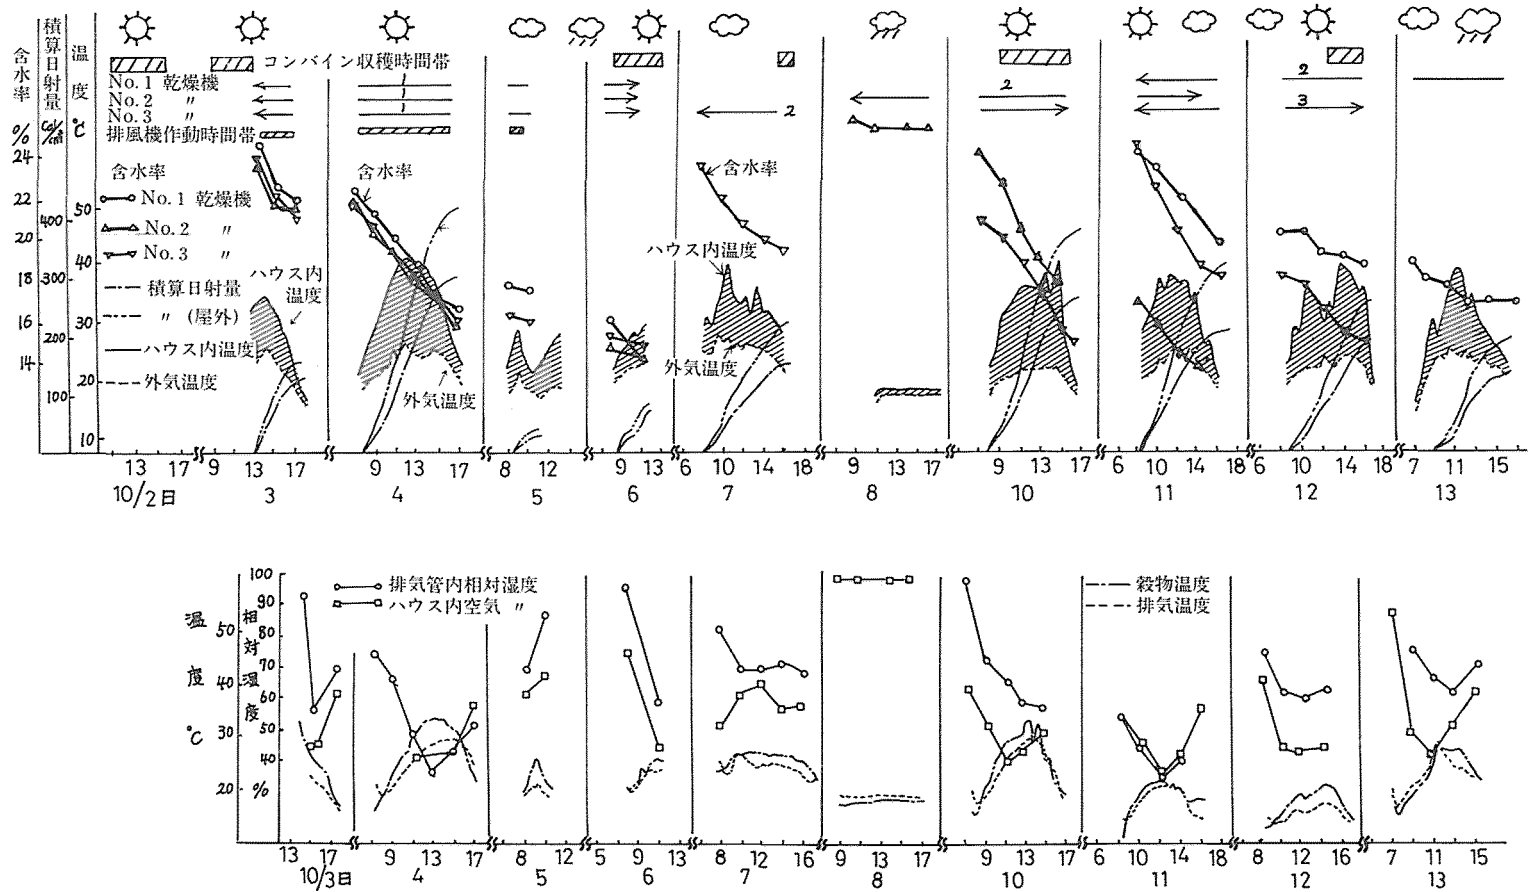 含水率
積算日射量
温度
% cal/cm² ℃
コンバイン収穫時間帯
No. 1 乾燥機
No. 2 〃
No. 3 〃
排風機作動時間帯
2
2
2
3
含水率
No. 1 乾燥機
No. 2 〃
No. 3 〃
積算日射量
〃 (屋外)
ハウス内温度
外気温度
ハウス内温度
含水率
外気温度
含水率
ハウス内温度
外気温度
24
22
20
18
16
14
400
300
200
100
50
40
30
20
10
13 17 9 13 17 9 13 17 8 12 9 13 6 10 14 18 9 13 17 9 13 17 6 10 14 18 6 10 14 18 7 11 15
10/2日 3 4 5 6 7 8 10 11 12 13
温度 ℃
50
40
30
20
相対湿度 %
100
90
80
70
60
50
40
排気管内相対湿度
ハウス内空気 〃
穀物温度
排気温度
13 17 9 13 17 8 12 5 9 13 8 12 16 9 13 17 9 13 17 6 10 14 18 8 12 16 7 11 15
10/3日 4 5 6 7 8 10 11 12 13